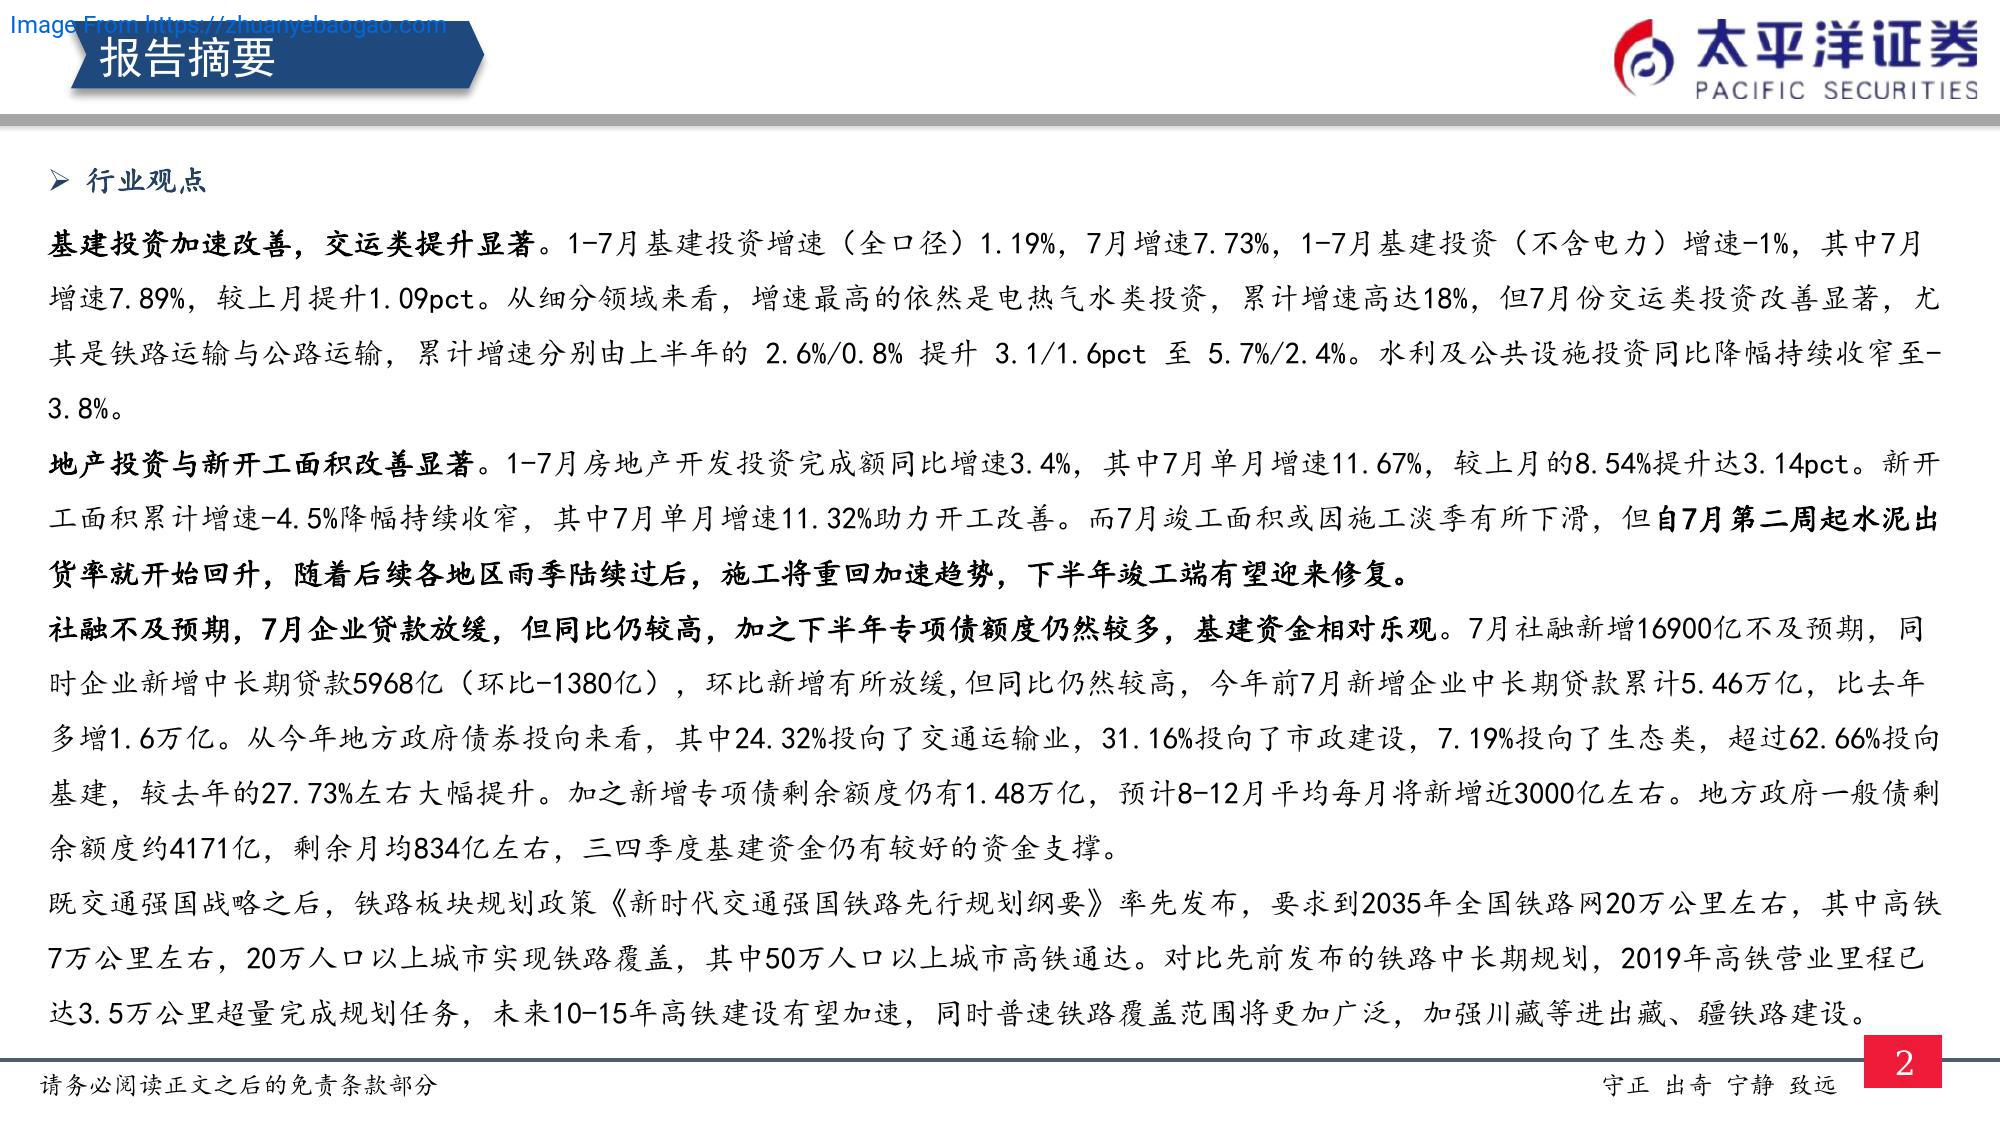 Image From https://zhuanyebaogao.com
报告摘要
太平洋证券
PACIFIC SECURITIES
行业观点
基建投资加速改善，交运类提升显著。1-7月基建投资增速（全口径）1.19%，7月增速7.73%，1-7月基建投资（不含电力）增速-1%，其中7月
增速7.89%，较上月提升1.09pct。从细分领域来看，增速最高的依然是电热气水类投资，累计增速高达18%，但7月份交运类投资改善显著，尤
其是铁路运输与公路运输，累计增速分别由上半年的 2.6%/0.8% 提升 3.1/1.6pct 至 5.7%/2.4%。水利及公共设施投资同比降幅持续收窄至-
3.8%。
地产投资与新开工面积改善显著。1-7月房地产开发投资完成额同比增速3.4%，其中7月单月增速11.67%，较上月的8.54%提升达3.14pct。新开
工面积累计增速-4.5%降幅持续收窄，其中7月单月增速11.32%助力开工改善。而7月竣工面积或因施工淡季有所下滑，但自7月第二周起水泥出
货率就开始回升，随着后续各地区雨季陆续过后，施工将重回加速趋势，下半年竣工端有望迎来修复。
社融不及预期，7月企业贷款放缓，但同比仍较高，加之下半年专项债额度仍然较多，基建资金相对乐观。7月社融新增16900亿不及预期，同
时企业新增中长期贷款5968亿（环比-1380亿），环比新增有所放缓,但同比仍然较高，今年前7月新增企业中长期贷款累计5.46万亿，比去年
多增1.6万亿。从今年地方政府债券投向来看，其中24.32%投向了交通运输业，31.16%投向了市政建设，7.19%投向了生态类，超过62.66%投向
基建，较去年的27.73%左右大幅提升。加之新增专项债剩余额度仍有1.48万亿，预计8-12月平均每月将新增近3000亿左右。地方政府一般债剩
余额度约4171亿，剩余月均834亿左右，三四季度基建资金仍有较好的资金支撑。
既交通强国战略之后，铁路板块规划政策《新时代交通强国铁路先行规划纲要》率先发布，要求到2035年全国铁路网20万公里左右，其中高铁
7万公里左右，20万人口以上城市实现铁路覆盖，其中50万人口以上城市高铁通达。对比先前发布的铁路中长期规划，2019年高铁营业里程已
达3.5万公里超量完成规划任务，未来10-15年高铁建设有望加速，同时普速铁路覆盖范围将更加广泛，加强川藏等进出藏、疆铁路建设。
请务必阅读正文之后的免责条款部分
守正 出奇 宁静 致远
2